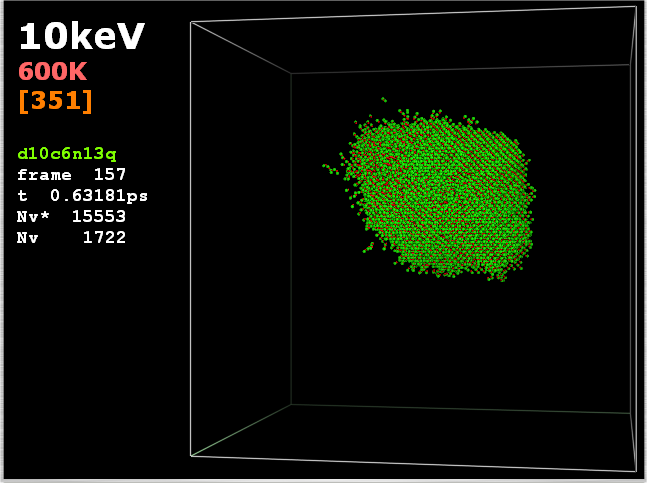 10keV
600K
[351]
d10c6n13q
frame 157
t 0.63181ps
Nv* 15553
Nv 1722